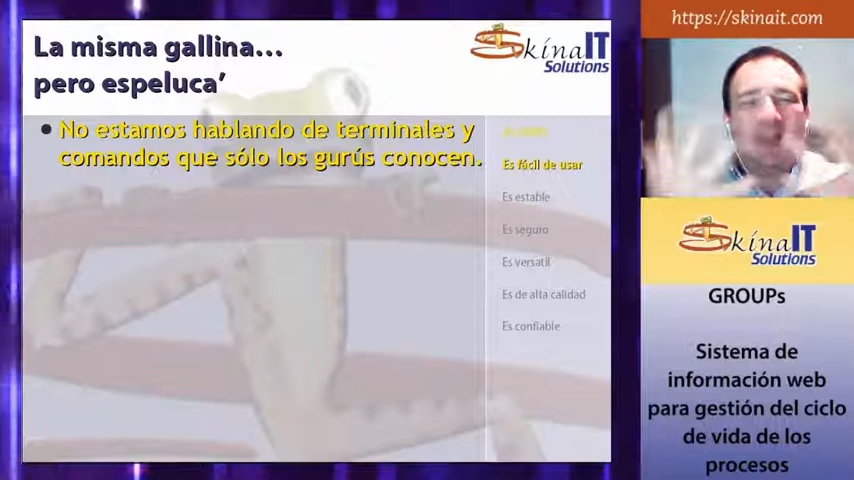 La misma gallina...
pero espeluca'
SkinaIT
Solutions
• No estamos hablando de terminales y
comandos que sólo los gurús conocen.
Es fácil de usar
Es estable
Es seguro
Es versatil
Es de alta calidad
Es confiable
https://skinait.com
SkinaIT
Solutions
GROUPs
Sistema de
información web
para gestión del ciclo
de vida de los
procesos